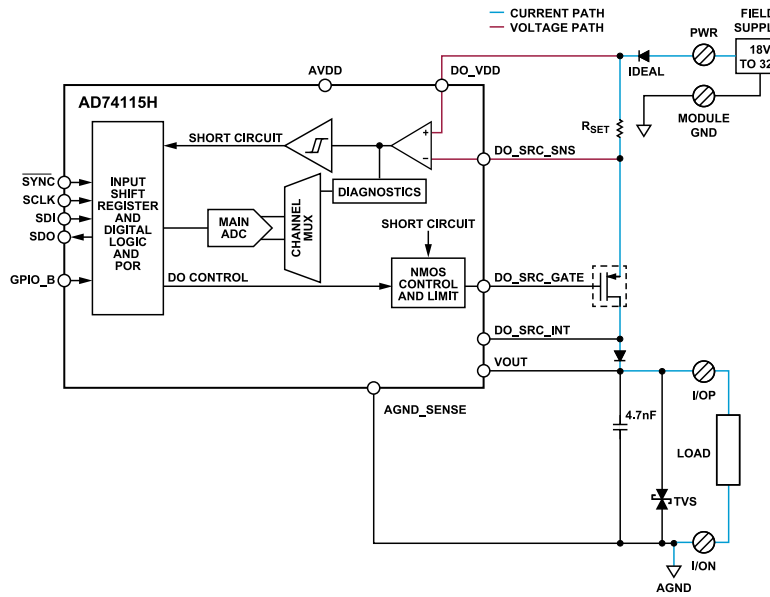 CURRENT PATH
VOLTAGE PATH
FIELD
SUPPL
PWR
18V
TO 32
IDEAL
MODULE
GND
AVDD
DO_VDD
AD74115H
RSET
SHORT CIRCUIT
+
−
DO_SRC_SNS
SYNC
SCLK
SDI
SDO
GPIO_B
INPUT
SHIFT
REGISTER
AND
DIGITAL
LOGIC
AND
POR
DIAGNOSTICS
MAIN
ADC
CHANNEL
MUX
SHORT CIRCUIT
DO CONTROL
NMOS
CONTROL
AND LIMIT
DO_SRC_GATE
DO_SRC_INT
VOUT
AGND_SENSE
4.7nF
TVS
I/OP
LOAD
I/ON
AGND